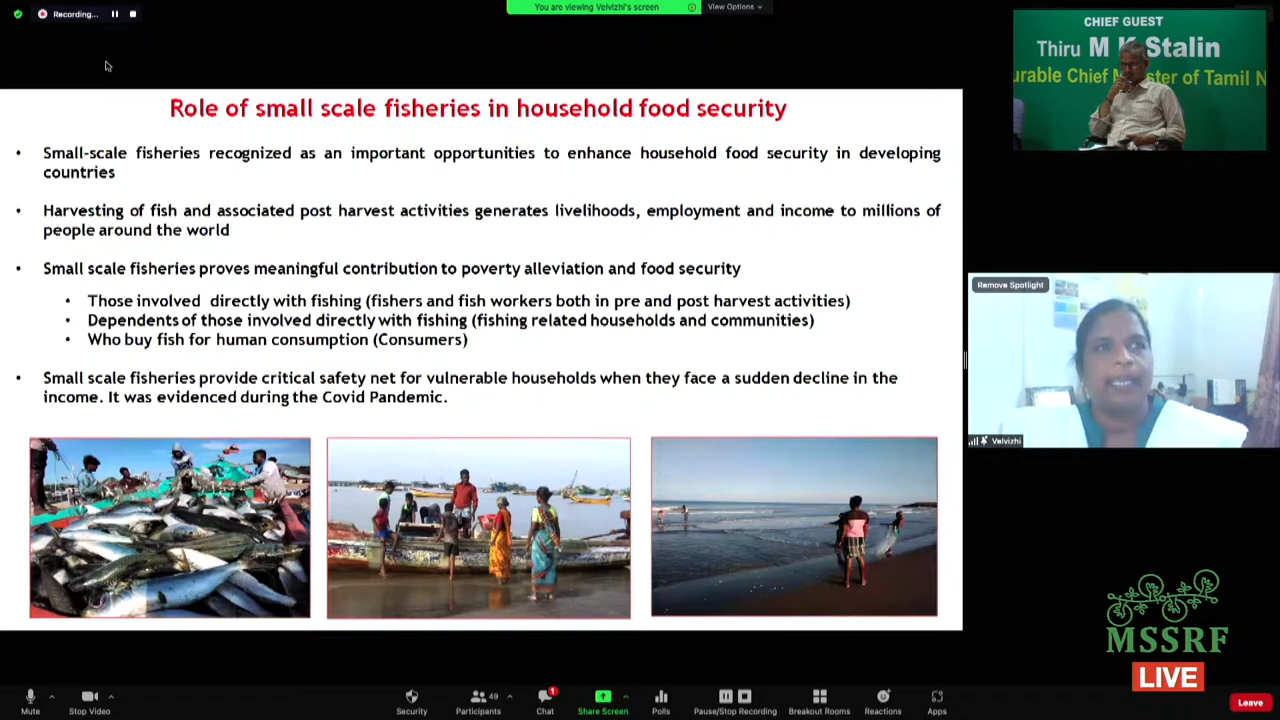 Recording...
You are viewing Velvizhi's screen
View Options
CHIEF GUEST
Thiru M K Stalin
of Tamil
Role of small scale fisheries in household food security
• Small-scale fisheries recognized as an important opportunities to enhance household food security in developing
countries
• Harvesting of fish and associated post harvest activities generates livelihoods, employment and income to millions of
people around the world
• Small scale fisheries proves meaningful contribution to poverty alleviation and food security
• Those involved directly with fishing (fishers and fish workers both in pre and post harvest activities)
• Dependents of those involved directly with fishing (fishing related households and communities)
• Who buy fish for human consumption (Consumers)
• Small scale fisheries provide critical safety net for vulnerable households when they face a sudden decline in the
income. It was evidenced during the Covid Pandemic.
Remove Spotlight
Velvizhi
MSSRF
LIVE
Mute
Stop Video
Security
Participants
49
Chat
1
Share Screen
Polls
Pause/Stop Recording
Breakout Rooms
Reactions
Apps
Leave